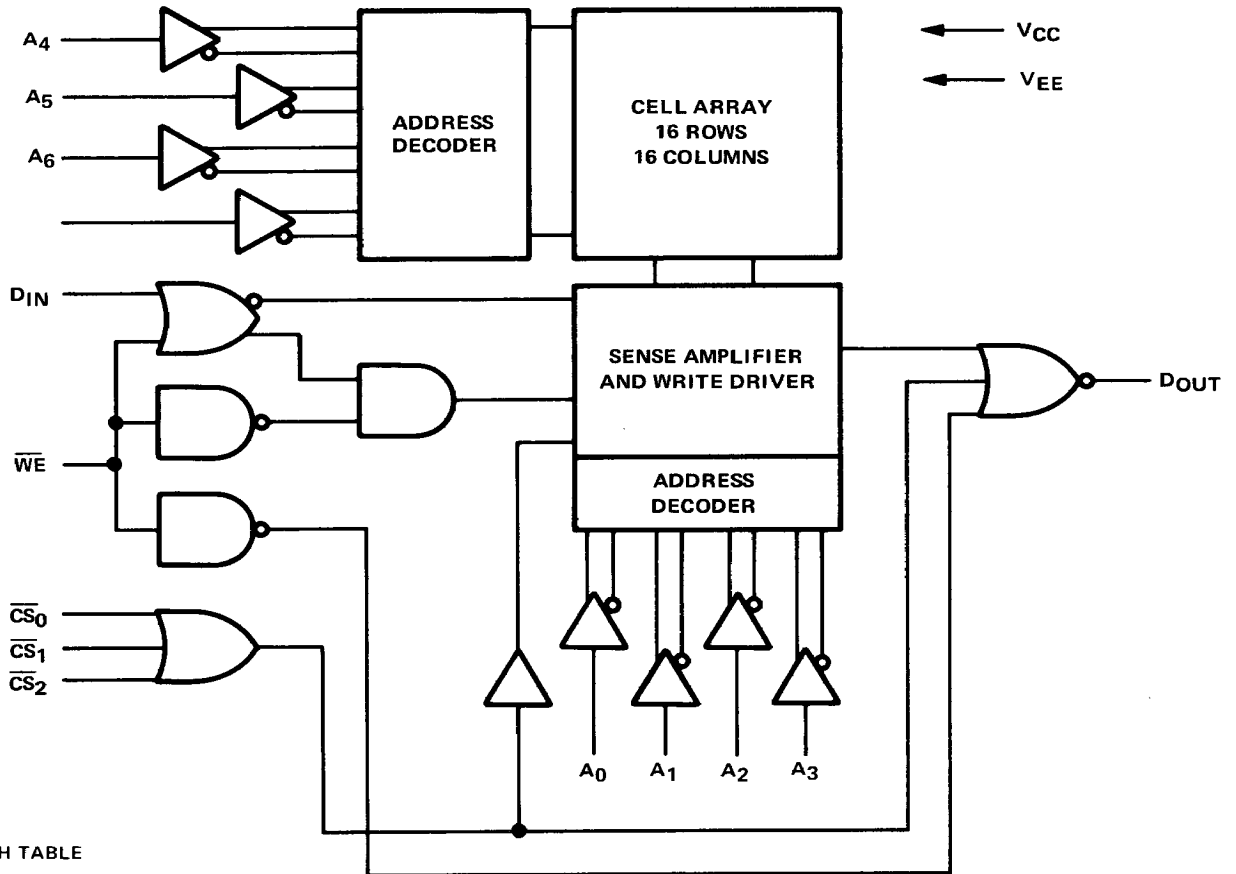 A4
A5
A6
ADDRESS
DECODER
CELL ARRAY
16 ROWS
16 COLUMNS
VCC
VEE
DIN
WE
CS0
CS1
CS2
SENSE AMPLIFIER
AND WRITE DRIVER
ADDRESS
DECODER
DOUT
A0
A1
A2
A3
H TABLE